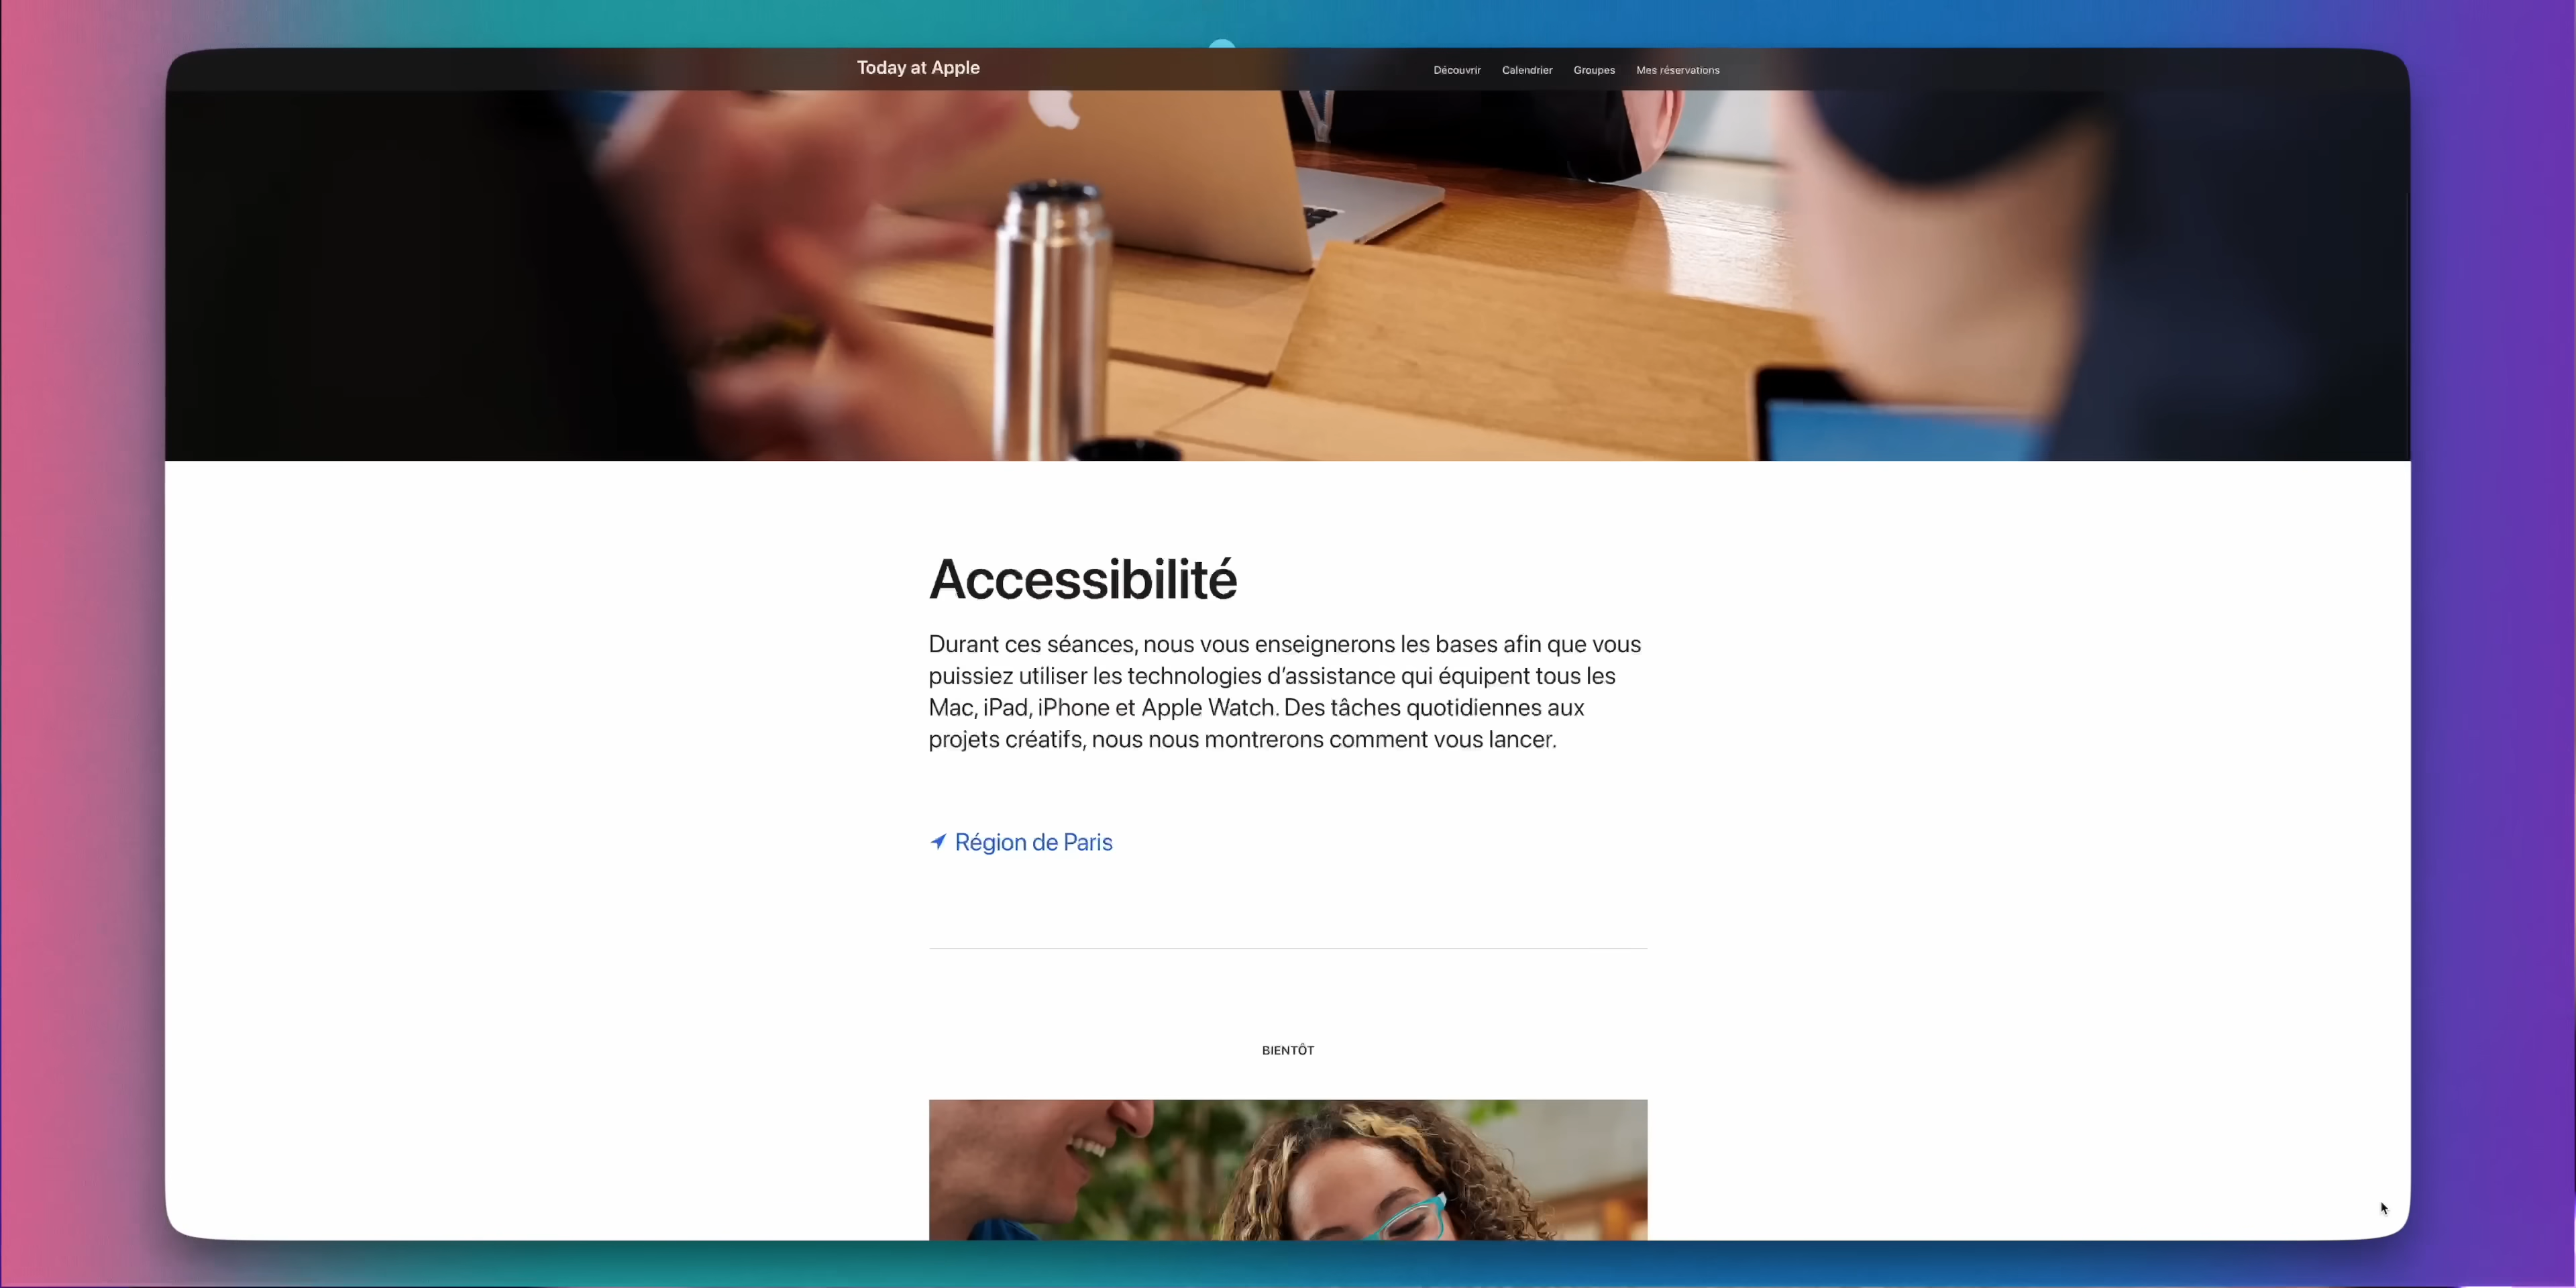 Today at Apple
Découvrir Calendrier Groupes Mes réservations
Accessibilité
Durant ces séances, nous vous enseignerons les bases afin que vous
puissiez utiliser les technologies d’assistance qui équipent tous les
Mac, iPad, iPhone et Apple Watch. Des tâches quotidiennes aux
projets créatifs, nous nous montrerons comment vous lancer.
Région de Paris
BIENTÔT